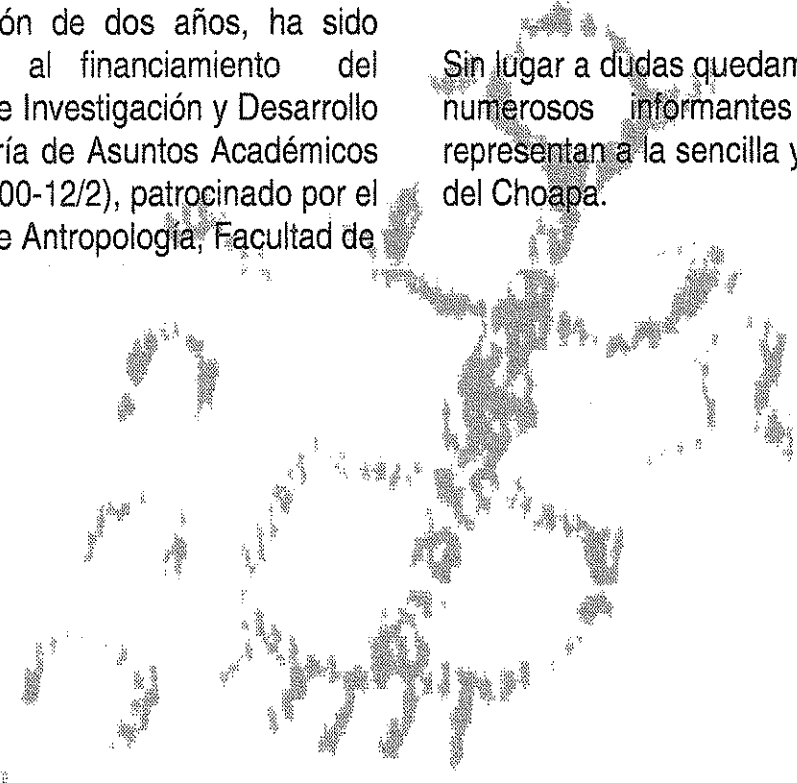 ón de dos años, ha sido
al financiamiento del
e Investigación y Desarrollo
ría de Asuntos Académicos
00-12/2), patrocinado por el
e Antropología, Facultad de
Sin lugar a dudas quedam
numerosos informantes
representan a la sencilla y
del Choapa.